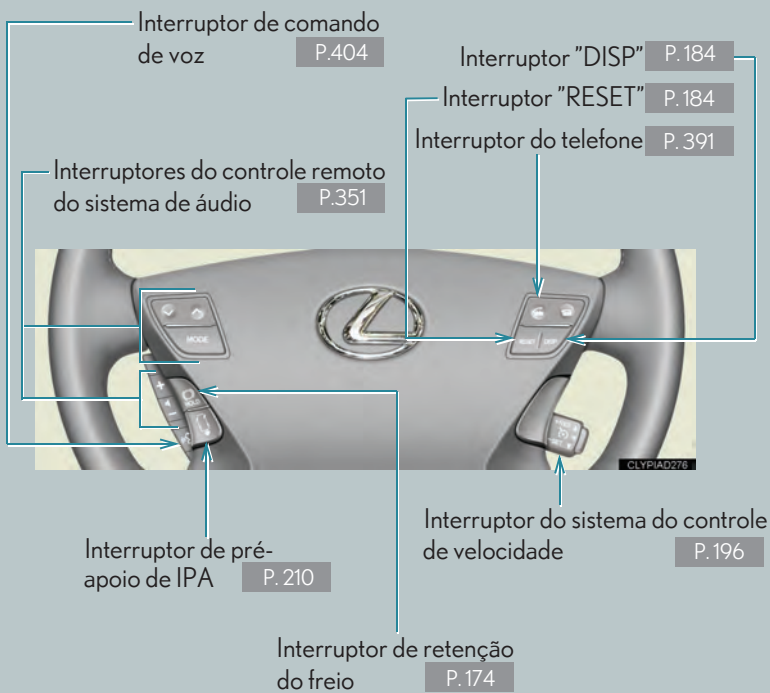 Interruptor de comando
de voz P.404
Interruptor "DISP" P.184
Interruptor "RESET" P.184
Interruptor do telefone P.391
Interruptores do controle remoto
do sistema de áudio P.351
MODE
RESET DISP
+
−
CLYPIAD276
Interruptor do sistema do controle
de velocidade P.196
Interruptor de pré-
apoio de IPA P.210
Interruptor de retenção
do freio P.174